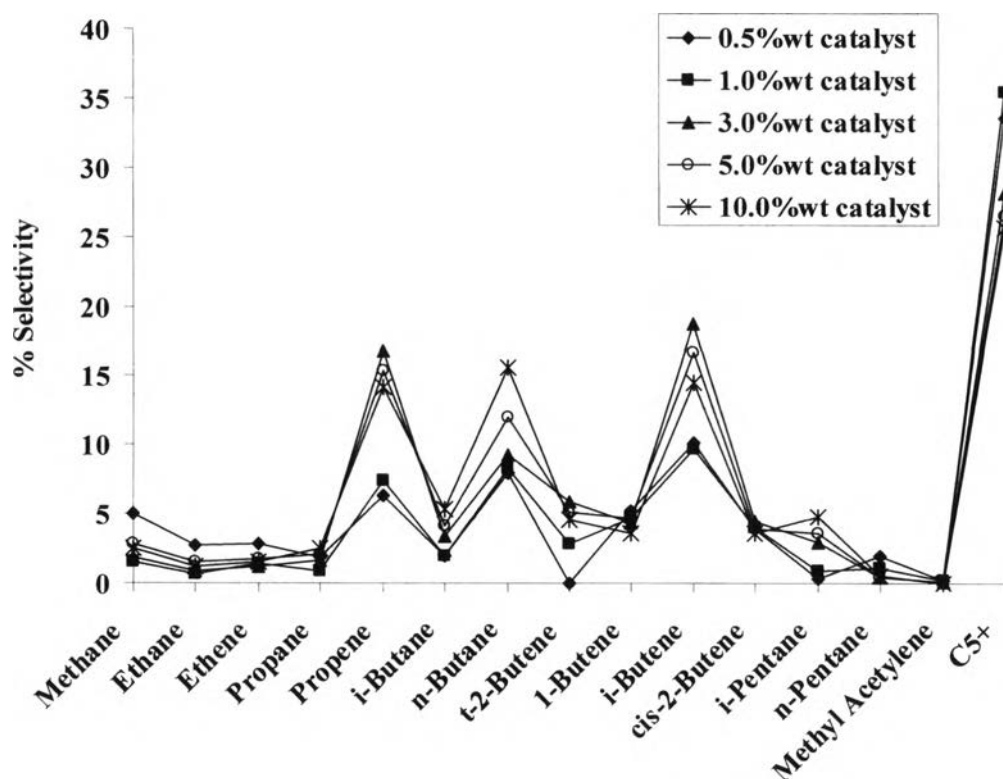 40
35
30
25
20
15
10
5
0
% Selectivity
0.5%wt catalyst
1.0%wt catalyst
3.0%wt catalyst
5.0%wt catalyst
10.0%wt catalyst
Methane
Ethane
Ethene
Propane
Propene
i-Butane
n-Butane
t-2-Butene
1-Butene
i-Butene
cis-2-Butene
i-Pentane
n-Pentane
Methyl Acetylene
C5+